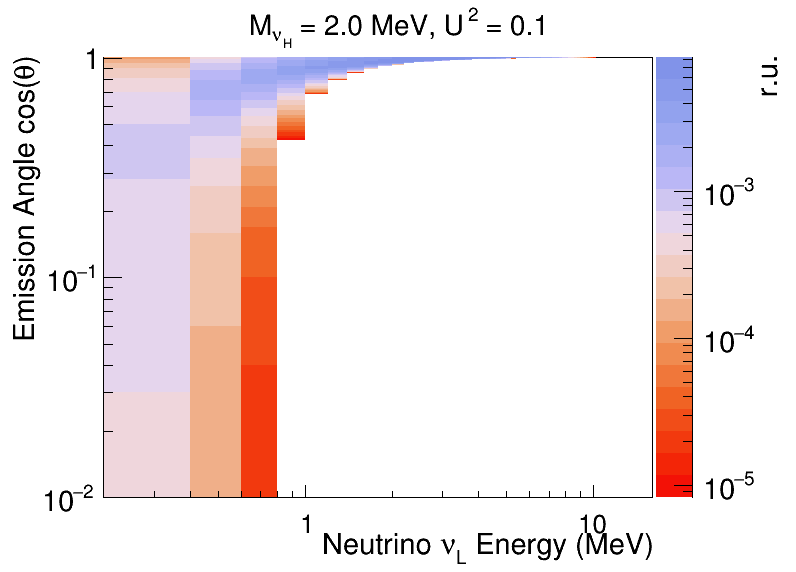 M_{ν_H} = 2.0 MeV, U² = 0.1
Emission Angle cos(θ)
1
10⁻¹
10⁻²
1
10
Neutrino ν_L Energy (MeV)
r.u.
10⁻³
10⁻⁴
10⁻⁵